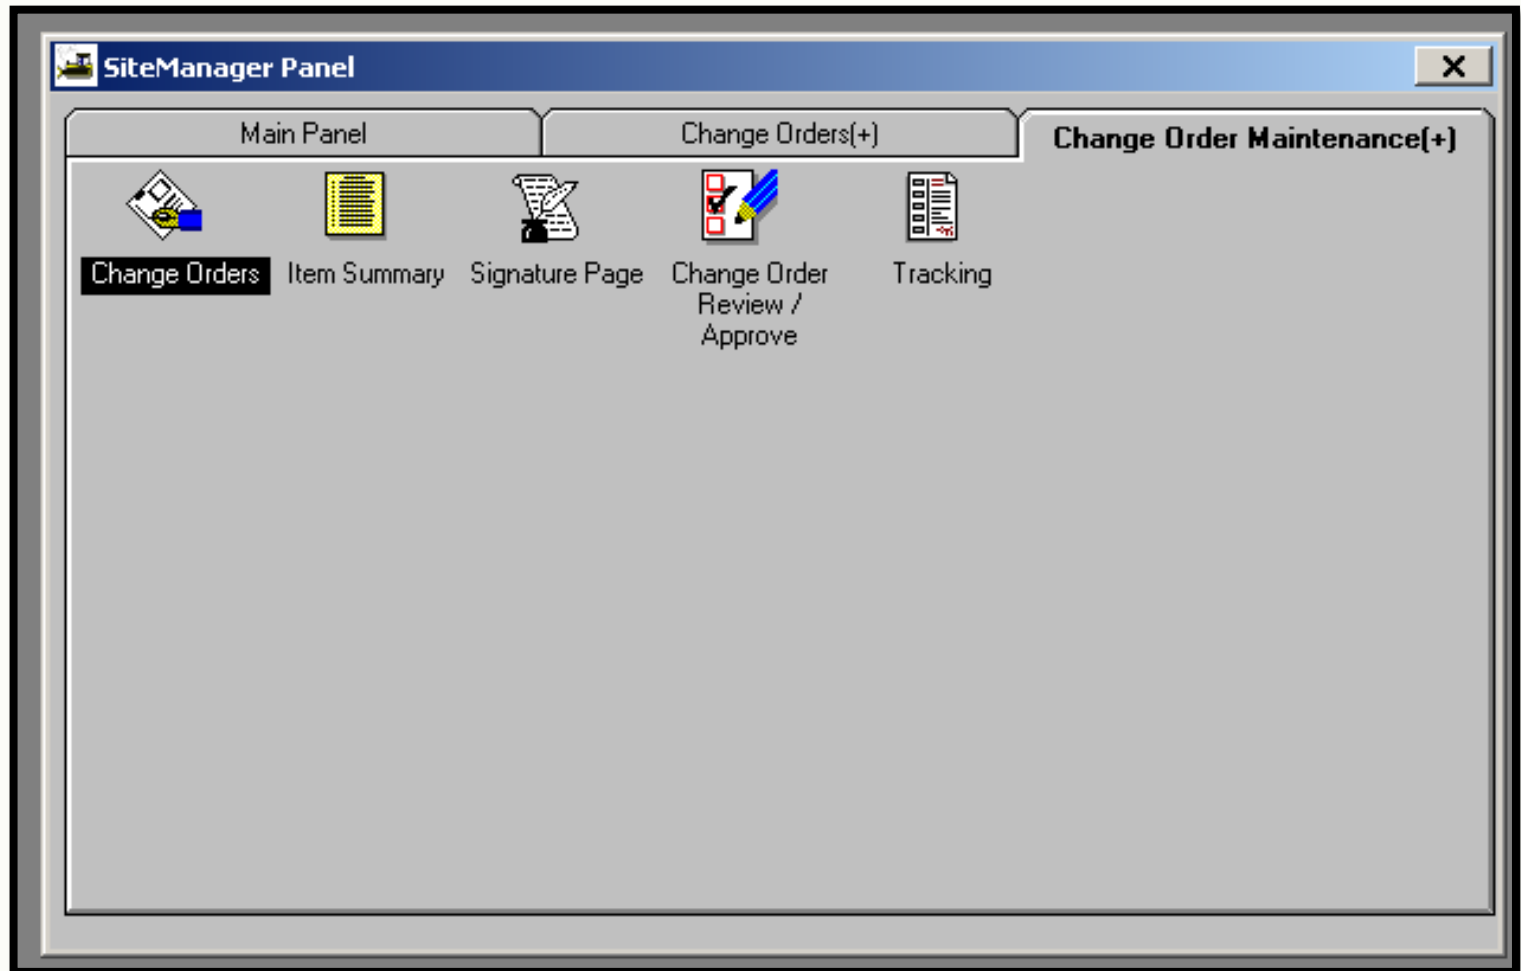 SiteManager Panel
Main Panel
Change Orders(+)
Change Order Maintenance(+)
Change Orders
Item Summary
Signature Page
Change Order
Review /
Approve
Tracking